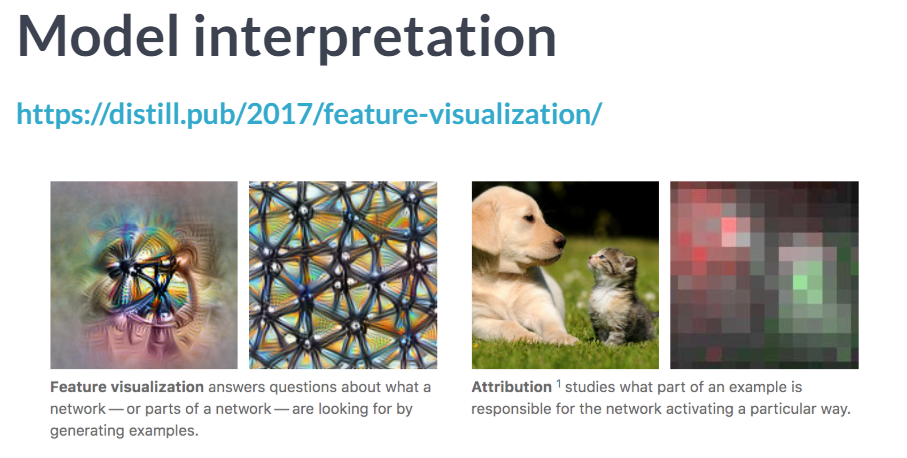 Model interpretation
https://distill.pub/2017/feature-visualization/
Feature visualization answers questions about what a
network — or parts of a network — are looking for by
generating examples.
Attribution ¹ studies what part of an example is
responsible for the network activating a particular way.